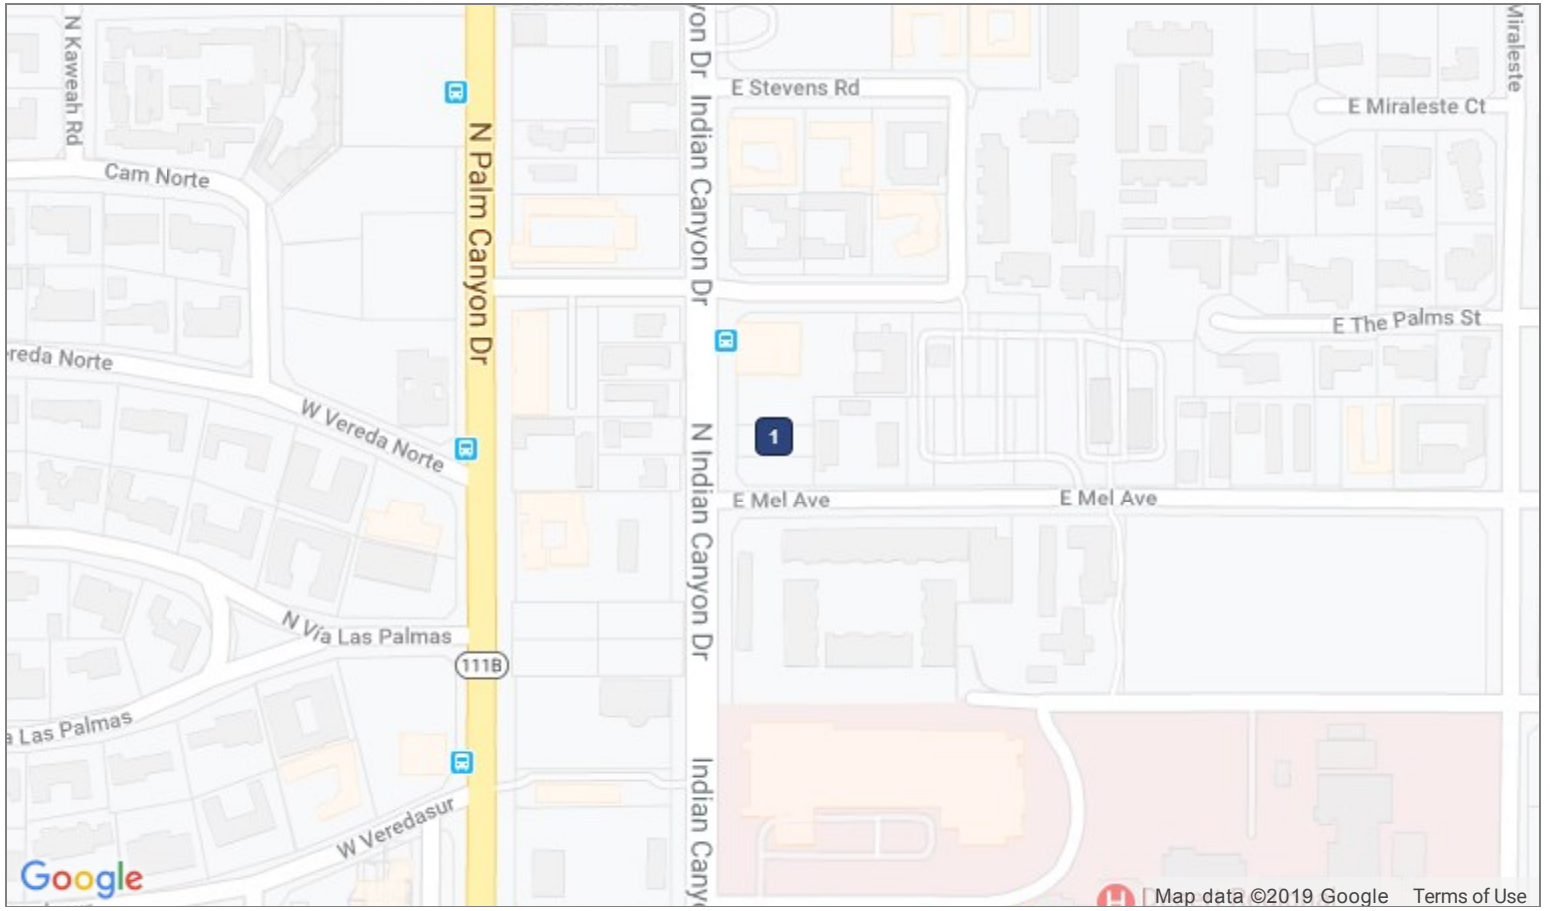 N Kaweah Rd
yon Dr
Miraleste
E Stevens Rd
E Miraleste Ct
N Palm Canyon Dr
Indian Canyon Dr
Cam Norte
E The Palms St
reda Norte
W Vereda Norte
1
N Indian Canyon Dr
E Mel Ave
E Mel Ave
N Vía Las Palmas
111B
a Las Palmas
Indian Cany
W Veredasur
Google
H
Map data ©2019 Google
Terms of Use